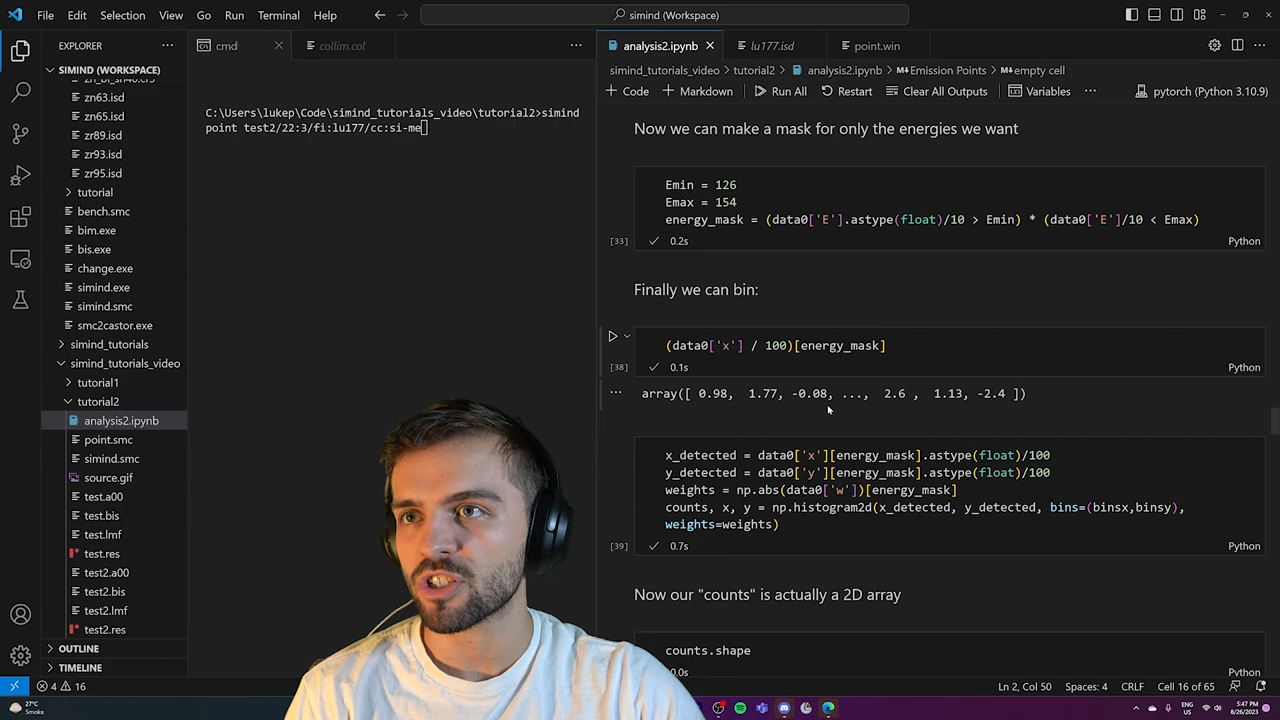 File Edit Selection View Go Run Terminal Help
simind (Workspace)
EXPLORER
SIMIND (WORKSPACE)
zn63.isd
zn65.isd
zr89.isd
zr93.isd
zr95.isd
tutorial
bench.smc
bim.exe
bis.exe
change.exe
simind.exe
simind.smc
smc2castor.exe
simind_tutorials
simind_tutorials_video
tutorial1
tutorial2
analysis2.ipynb
point.smc
simind.smc
source.gif
test.a00
test.bis
test.lmf
test.res
test2.a00
test2.bis
test2.lmf
test2.res
OUTLINE
TIMELINE
cmd
collim.col
C:\Users\lukep\Code\simind_tutorials_video\tutorial2>simind
point test2/22:3/fi:lu177/cc:si-me
analysis2.ipynb
lu177.isd
point.win
simind_tutorials_video > tutorial2 > analysis2.ipynb > Emission Points > empty cell
+ Code + Markdown Run All Restart Clear All Outputs Variables ... pytorch (Python 3.10.9)
Now we can make a mask for only the energies we want
Emin = 126
Emax = 154
energy_mask = (data0['E'].astype(float)/10 > Emin) * (data0['E']/10 < Emax)
[33] 0.2s Python
Finally we can bin:
(data0['x'] / 100)[energy_mask]
[38] 0.1s Python
array([ 0.98, 1.77, -0.08, ..., 2.6 , 1.13, -2.4 ])
x_detected = data0['x'][energy_mask].astype(float)/100
y_detected = data0['y'][energy_mask].astype(float)/100
weights = np.abs(data0['w'])[energy_mask]
counts, x, y = np.histogram2d(x_detected, y_detected, bins=(binsx,binsy),
weights=weights)
[39] 0.7s Python
Now our "counts" is actually a 2D array
counts.shape
Python
4 16
Ln 2, Col 50 Spaces: 4 CRLF Cell 16 of 65
27°C
Smoke
ENG
US
5:47 PM
8/26/2023